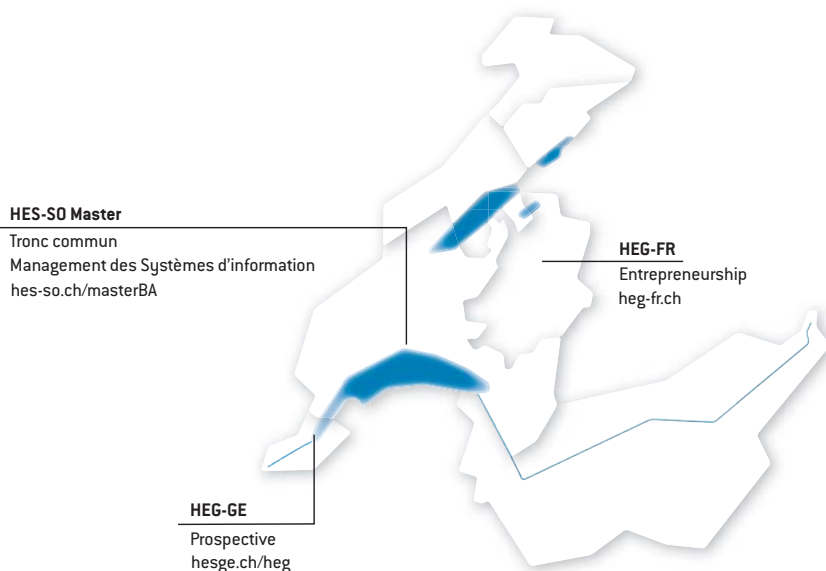 HES-SO Master
Tronc commun
Management des Systèmes d'information
hes-so.ch/masterBA
HEG-FR
Entrepreneurship
heg-fr.ch
HEG-GE
Prospective
hesge.ch/heg